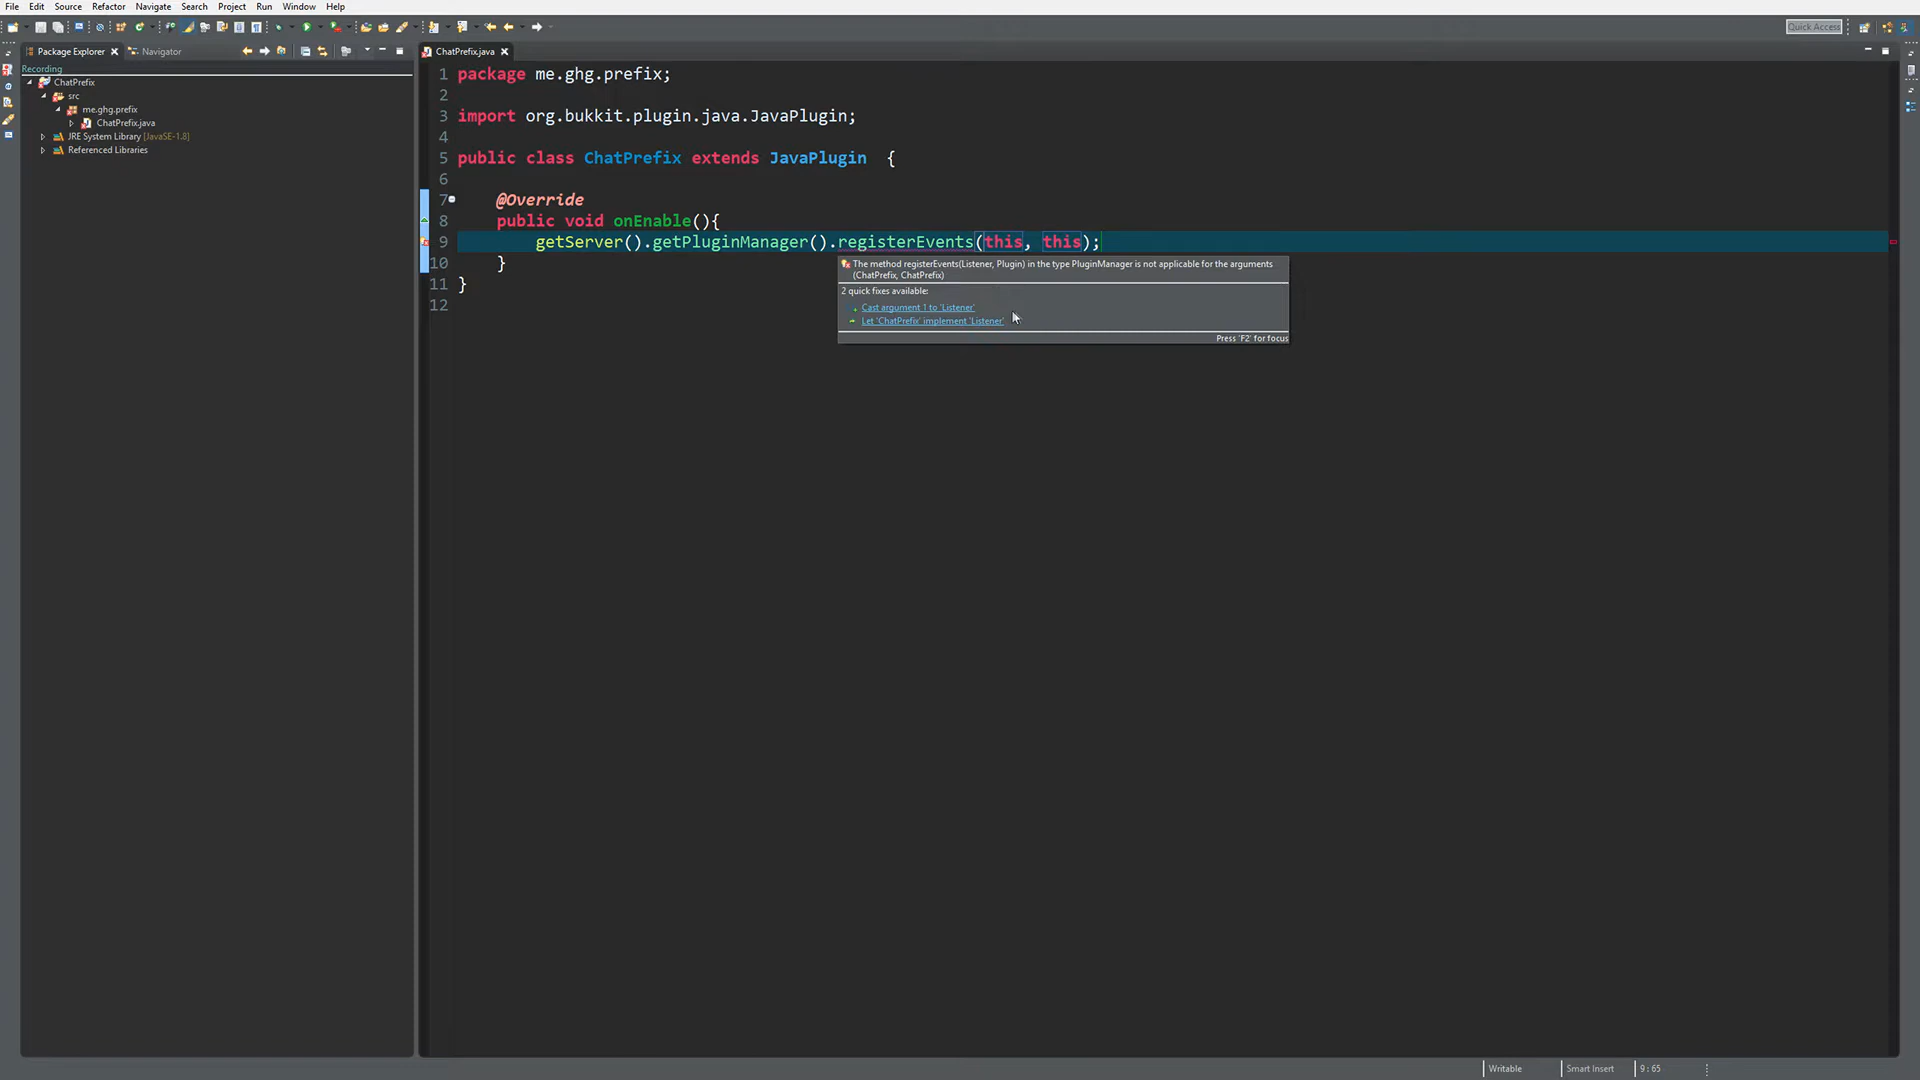 File Edit Source Refactor Navigate Search Project Run Window Help
Quick Access
Package Explorer Navigator
Recording
ChatPrefix
src
me.ghg.prefix
ChatPrefix.java
JRE System Library [JavaSE-1.8]
Referenced Libraries
ChatPrefix.java
1 package me.ghg.prefix;
2
3 import org.bukkit.plugin.java.JavaPlugin;
4
5 public class ChatPrefix extends JavaPlugin {
6
7 @Override
8 public void onEnable(){
9 getServer().getPluginManager().registerEvents(this, this);
10 }
11 }
12
The method registerEvents(Listener, Plugin) in the type PluginManager is not applicable for the arguments
(ChatPrefix, ChatPrefix)
2 quick fixes available:
Cast argument 1 to 'Listener'
Let 'ChatPrefix' implement 'Listener'
Press 'F2' for focus
Writable Smart Insert 9 : 65